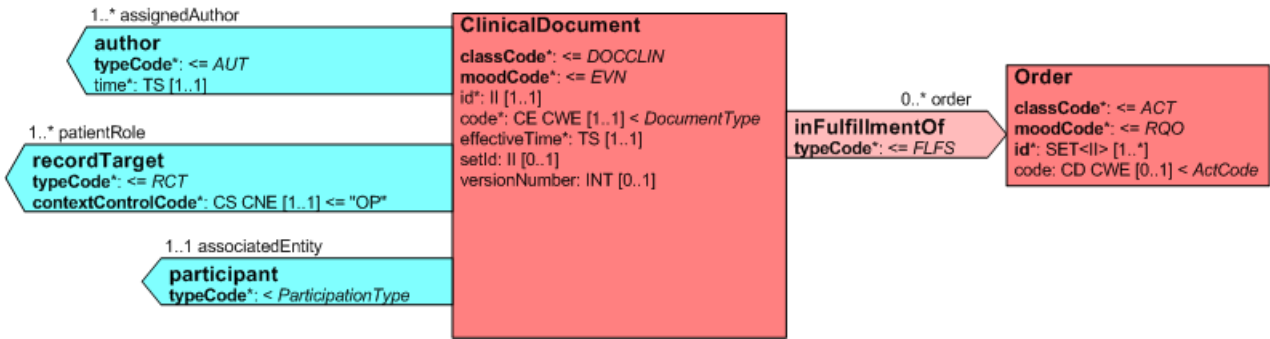 1..* assignedAuthor
author
typeCode*: <= AUT
time*: TS [1..1]
1..* patientRole
recordTarget
typeCode*: <= RCT
contextControlCode*: CS CNE [1..1] <= "OP"
1..1 associatedEntity
participant
typeCode*: < ParticipationType
ClinicalDocument
classCode*: <= DOCCLIN
moodCode*: <= EVN
id*: II [1..1]
code*: CE CWE [1..1] < DocumentType
effectiveTime*: TS [1..1]
setId: II [0..1]
versionNumber: INT [0..1]
0..* order
inFulfillmentOf
typeCode*: <= FLFS
Order
classCode*: <= ACT
moodCode*: <= RQO
id*: SET<II> [1..*]
code: CD CWE [0..1] < ActCode